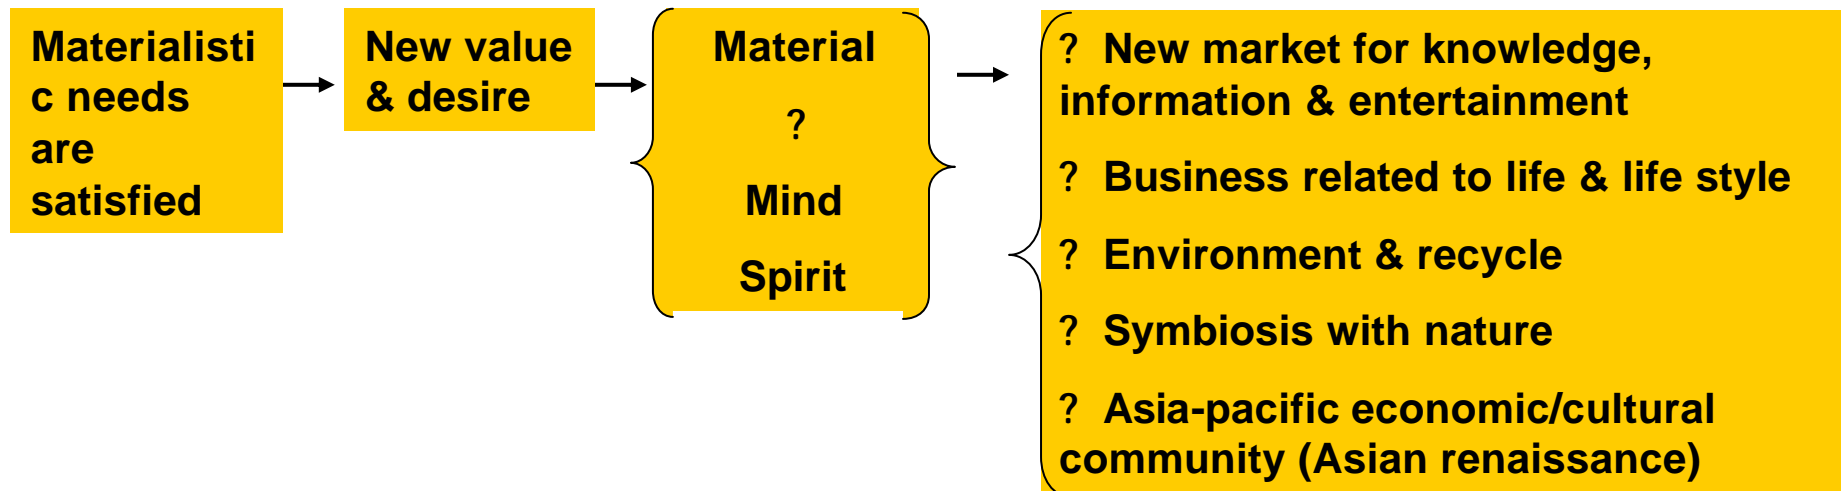 Materialisti
c needs
are
satisfied
New value
& desire
Material
?
Mind
Spirit
? New market for knowledge,
information & entertainment
? Business related to life & life style
? Environment & recycle
? Symbiosis with nature
? Asia-pacific economic/cultural
community (Asian renaissance)